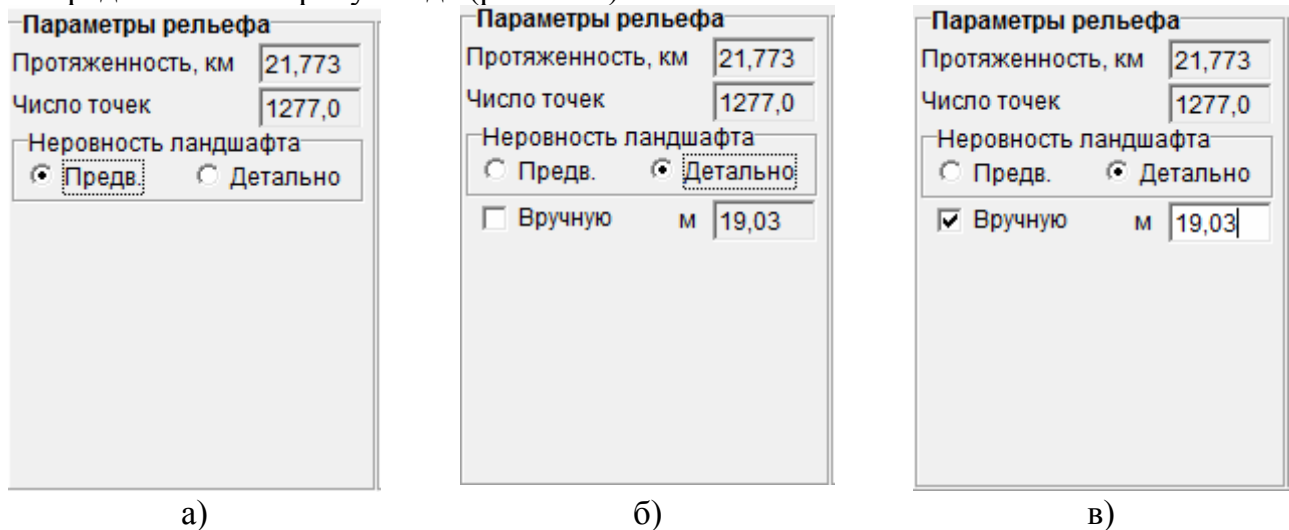 Параметры рельефа
Протяженность, км 21,773
Число точек 1277,0
Неровность ландшафта
Предв. Детально
а)
Параметры рельефа
Протяженность, км 21,773
Число точек 1277,0
Неровность ландшафта
Предв. Детально
Вручную м 19,03
б)
Параметры рельефа
Протяженность, км 21,773
Число точек 1277,0
Неровность ландшафта
Предв. Детально
Вручную м 19,03
в)